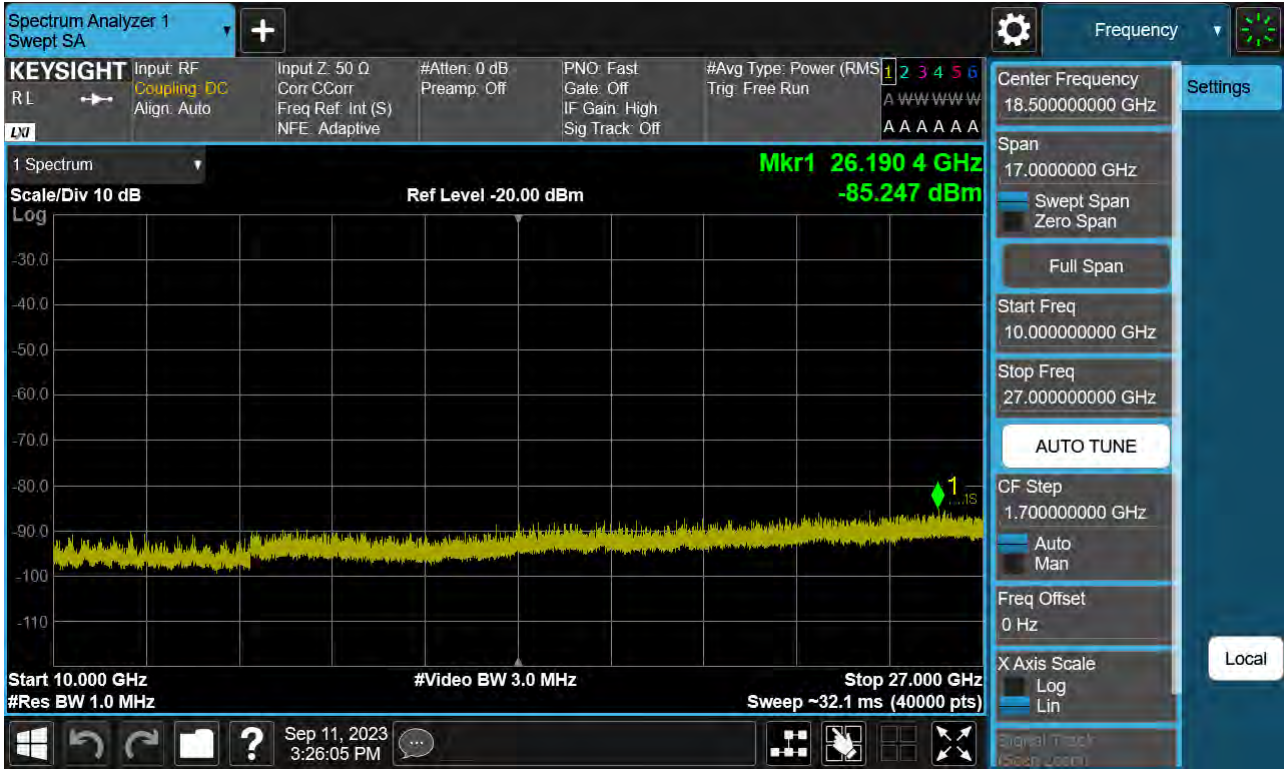 Spectrum Analyzer 1
Swept SA
Frequency
KEYSIGHT
RL
LXI
Input: RF
Coupling: DC
Align: Auto
Input Z: 50 Ω
Corr CCorr
Freq Ref: Int (S)
NFE: Adaptive
#Atten: 0 dB
Preamp: Off
PNO: Fast
Gate: Off
IF Gain: High
Sig Track: Off
#Avg Type: Power (RMS
Trig: Free Run
1 2 3 4 5 6
A W W W W W
A A A A A A
1 Spectrum
Scale/Div 10 dB
Ref Level -20.00 dBm
Mkr1 26.190 4 GHz
-85.247 dBm
Log
-30.0
-40.0
-50.0
-60.0
-70.0
-80.0
-90.0
-100
-110
1
Start 10.000 GHz
#Video BW 3.0 MHz
Stop 27.000 GHz
#Res BW 1.0 MHz
Sweep ~32.1 ms (40000 pts)
Center Frequency
18.500000000 GHz
Span
17.0000000 GHz
Swept Span
Zero Span
Full Span
Start Freq
10.000000000 GHz
Stop Freq
27.000000000 GHz
AUTO TUNE
CF Step
1.700000000 GHz
Auto
Man
Freq Offset
0 Hz
X Axis Scale
Log
Lin
Signal Track
(Span Zoom)
Settings
Local
?
Sep 11, 2023
3:26:05 PM